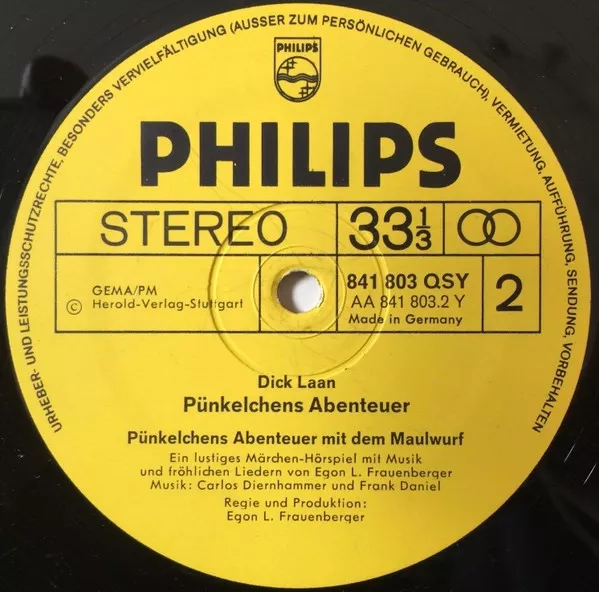 URHEBER- UND LEISTUNGSSCHUTZRECHTE, BESONDERS VERVIELFÄLTIGUNG (AUSSER ZUM PERSÖNLICHEN GEBRAUCH), VERMIETUNG, AUFFÜHRUNG, SENDUNG, VORBEHALTEN
PHILIPS
PHILIPS
STEREO
33 1/3
GEMA/PM
© Herold-Verlag-Stuttgart
841 803 QSY
AA 841 803.2 Y
Made in Germany
2
Dick Laan
Pünkelchens Abenteuer
Pünkelchens Abenteuer mit dem Maulwurf
Ein lustiges Märchen-Hörspiel mit Musik
und fröhlichen Liedern von Egon L. Frauenberger
Musik: Carlos Diernhammer und Frank Daniel
Regie und Produktion:
Egon L. Frauenberger